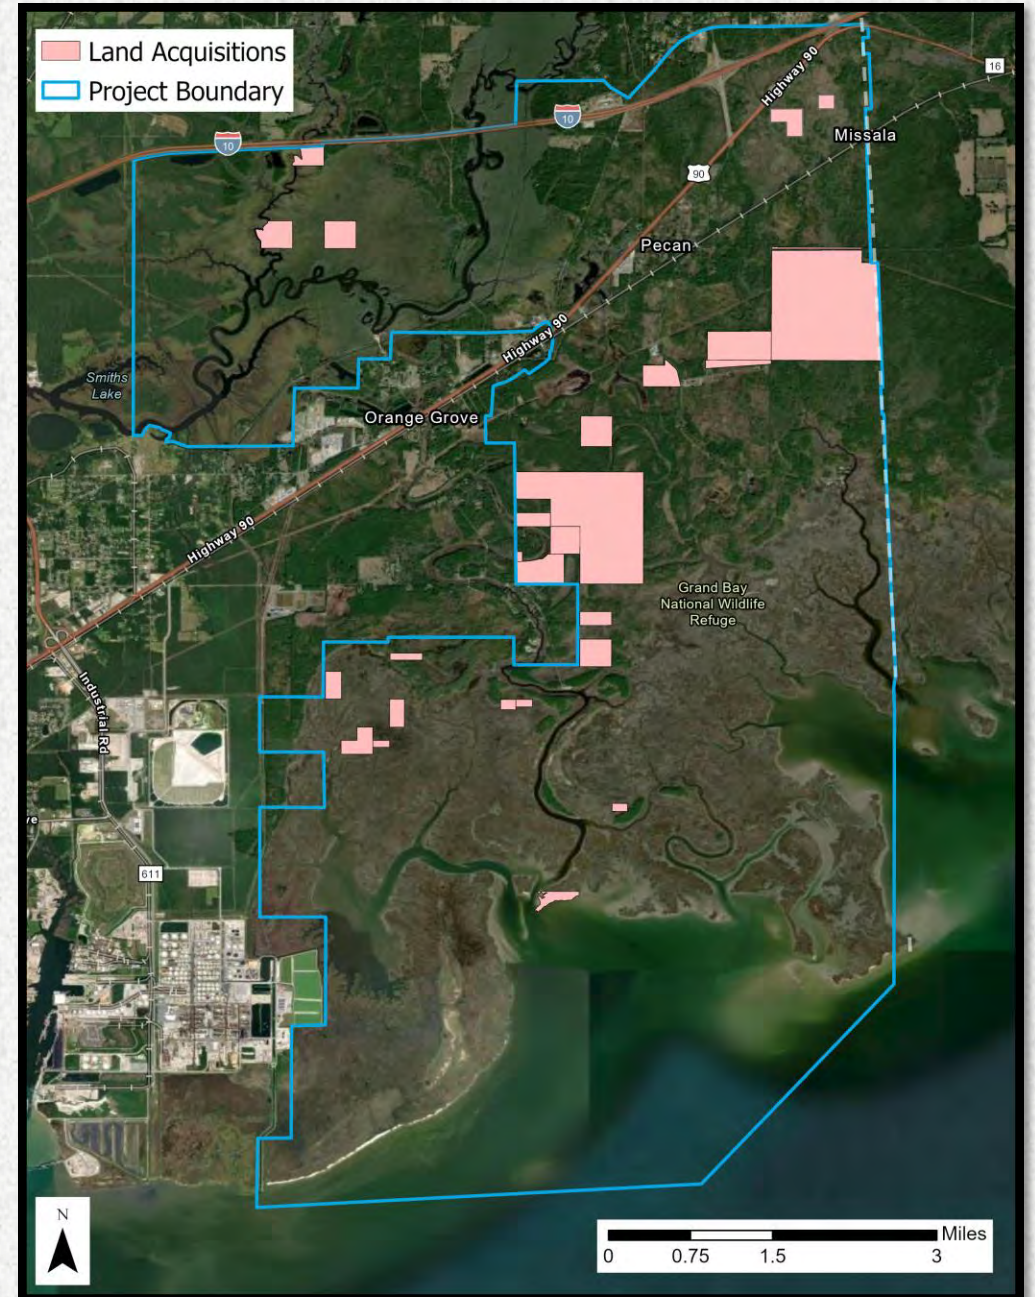 Land Acquisitions
Project Boundary
16
Highway 90
10
10
Missala
90
Pecan
Highway 90
Smiths
Lake
Orange Grove
Highway 90
Grand Bay
National Wildlife
Refuge
Industrial Rd
ve
611
N
Miles
0 0.75 1.5 3